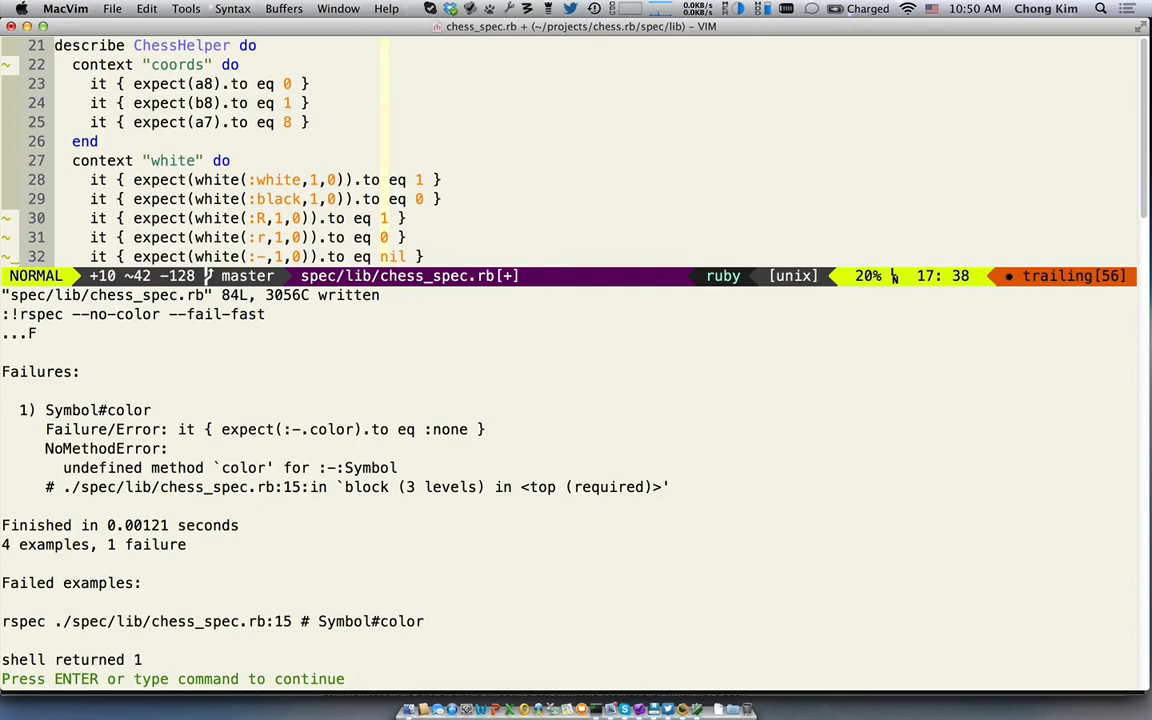 MacVim File Edit Tools Syntax Buffers Window Help 0.0KB/s 0.0KB/s Charged 10:50 AM Chong Kim
chess_spec.rb + (~/projects/chess.rb/spec/lib) - VIM
21 describe ChessHelper do
~ 22 context "coords" do
23 it { expect(a8).to eq 0 }
24 it { expect(b8).to eq 1 }
25 it { expect(a7).to eq 8 }
26 end
27 context "white" do
28 it { expect(white(:white,1,0)).to eq 1 }
29 it { expect(white(:black,1,0)).to eq 0 }
~ 30 it { expect(white(:R,1,0)).to eq 1 }
~ 31 it { expect(white(:r,1,0)).to eq 0 }
~_ 32 it { expect(white(:-,1,0)).to eq nil }
NORMAL +10 ~42 -128 master spec/lib/chess_spec.rb[+] ruby [unix] 20% 17: 38 trailing[56]
"spec/lib/chess_spec.rb" 84L, 3056C written
:!rspec --no-color --fail-fast
...F
Failures:
1) Symbol#color
Failure/Error: it { expect(:-.color).to eq :none }
NoMethodError:
undefined method `color' for :-:Symbol
# ./spec/lib/chess_spec.rb:15:in `block (3 levels) in <top (required)>'
Finished in 0.00121 seconds
4 examples, 1 failure
Failed examples:
rspec ./spec/lib/chess_spec.rb:15 # Symbol#color
shell returned 1
Press ENTER or type command to continue